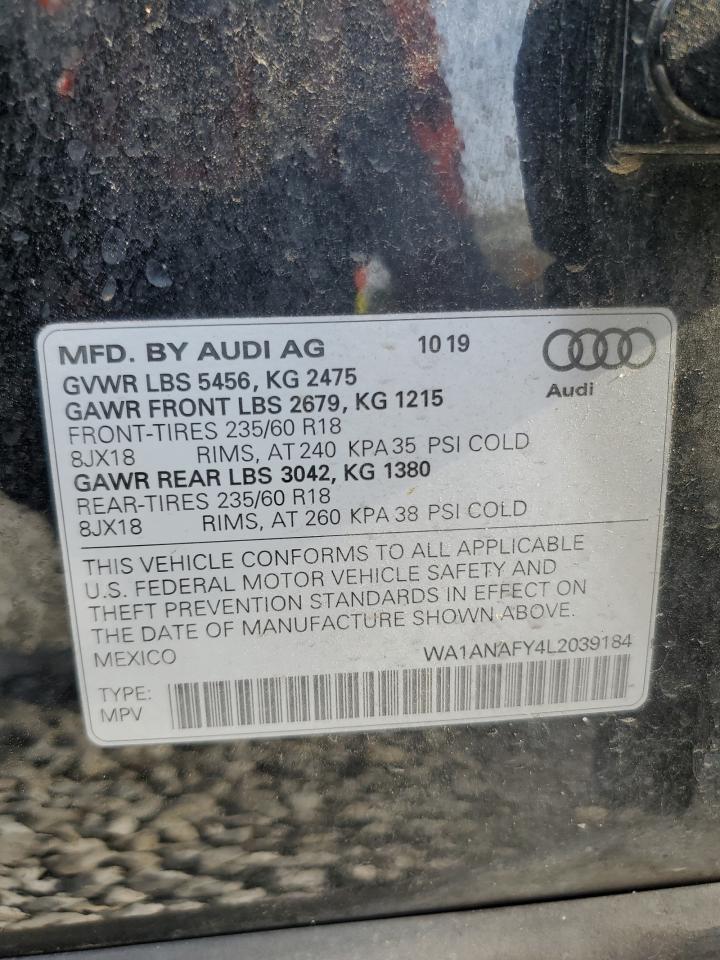 MFD. BY AUDI AG 10 19
Audi
GVWR LBS 5456, KG 2475
GAWR FRONT LBS 2679, KG 1215
FRONT-TIRES 235/60 R18
8JX18 RIMS, AT 240 KPA 35 PSI COLD
GAWR REAR LBS 3042, KG 1380
REAR-TIRES 235/60 R18
8JX18 RIMS, AT 260 KPA 38 PSI COLD
THIS VEHICLE CONFORMS TO ALL APPLICABLE
U.S. FEDERAL MOTOR VEHICLE SAFETY AND
THEFT PREVENTION STANDARDS IN EFFECT ON
THE DATE OF MANUFACTURE SHOWN ABOVE.
MEXICO WA1ANAFY4L2039184
TYPE:
MPV